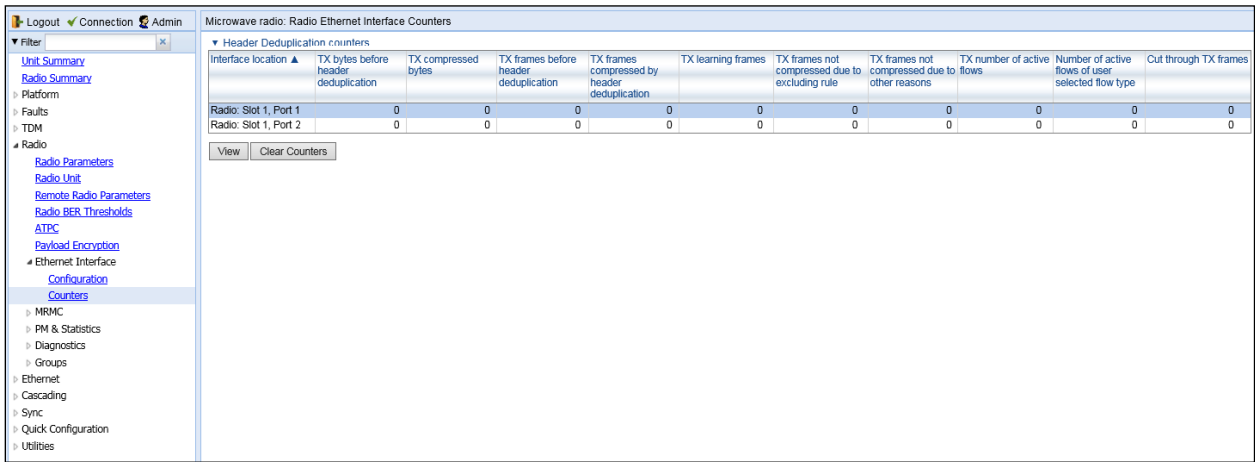 Logout Connection Admin
Filter
Unit Summary
Radio Summary
Platform
Faults
TDM
Radio
Radio Parameters
Radio Unit
Remote Radio Parameters
Radio BER Thresholds
ATPC
Payload Encryption
Ethernet Interface
Configuration
Counters
MRMC
PM & Statistics
Diagnostics
Groups
Ethernet
Cascading
Sync
Quick Configuration
Utilities
Microwave radio: Radio Ethernet Interface Counters
▼ Header Deduplication counters
Interface location ▲ TX bytes before header deduplication TX compressed bytes TX frames before header deduplication TX frames compressed by header deduplication TX learning frames TX frames not compressed due to excluding rule TX frames not compressed due to other reasons TX number of active flows Number of active flows of user selected flow type Cut through TX frames
Radio: Slot 1, Port 1 0 0 0 0 0 0 0 0 0 0
Radio: Slot 1, Port 2 0 0 0 0 0 0 0 0 0 0
View Clear Counters